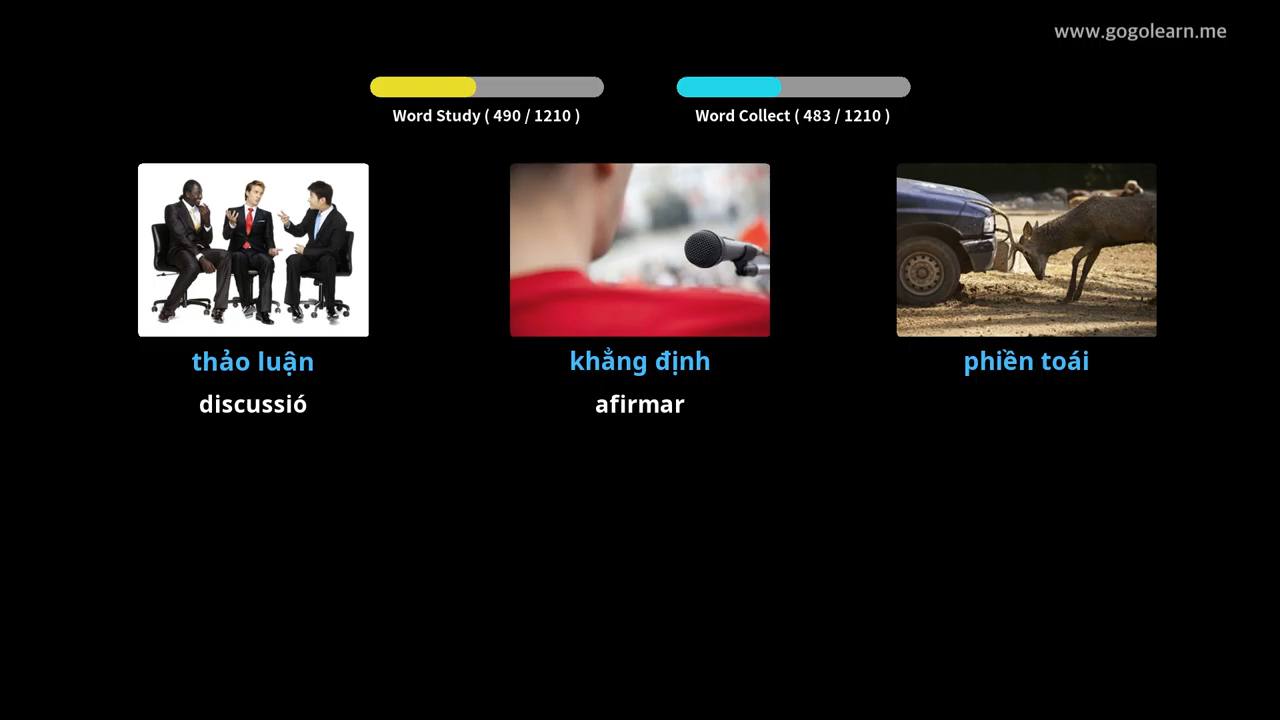 www.gogolearn.me
Word Study ( 490 / 1210 )
Word Collect ( 483 / 1210 )
thảo luận
khẳng định
phiền toái
discussió
afirmar